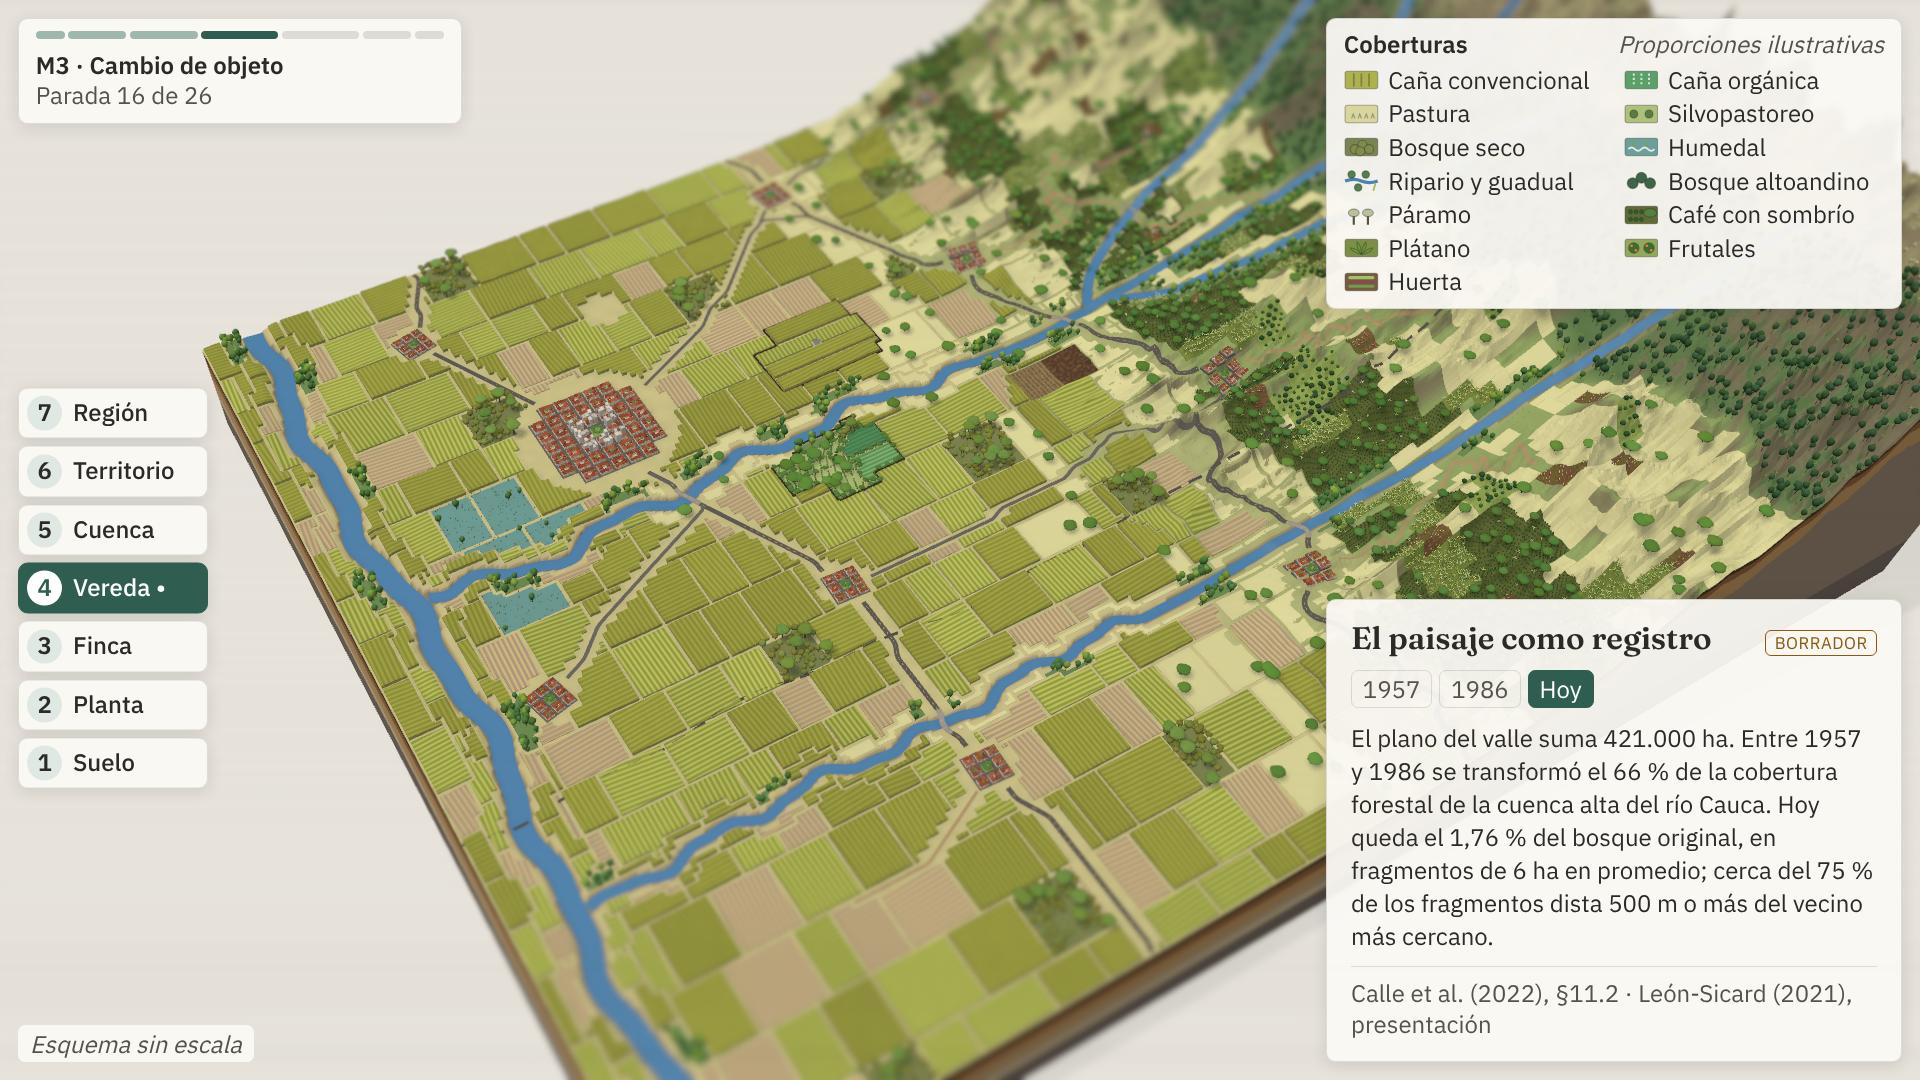 M3 · Cambio de objeto
Parada 16 de 26
Coberturas
Proporciones ilustrativas
Caña convencional
Caña orgánica
Pastura
Silvopastoreo
Bosque seco
Humedal
Ripario y guadual
Bosque altoandino
Páramo
Café con sombrío
Plátano
Frutales
Huerta
7 Región
6 Territorio
5 Cuenca
4 Vereda •
3 Finca
2 Planta
1 Suelo
El paisaje como registro
BORRADOR
1957 1986 Hoy
El plano del valle suma 421.000 ha. Entre 1957
y 1986 se transformó el 66 % de la cobertura
forestal de la cuenca alta del río Cauca. Hoy
queda el 1,76 % del bosque original, en
fragmentos de 6 ha en promedio; cerca del 75 %
de los fragmentos dista 500 m o más del vecino
más cercano.
Calle et al. (2022), §11.2 · León-Sicard (2021),
presentación
Esquema sin escala